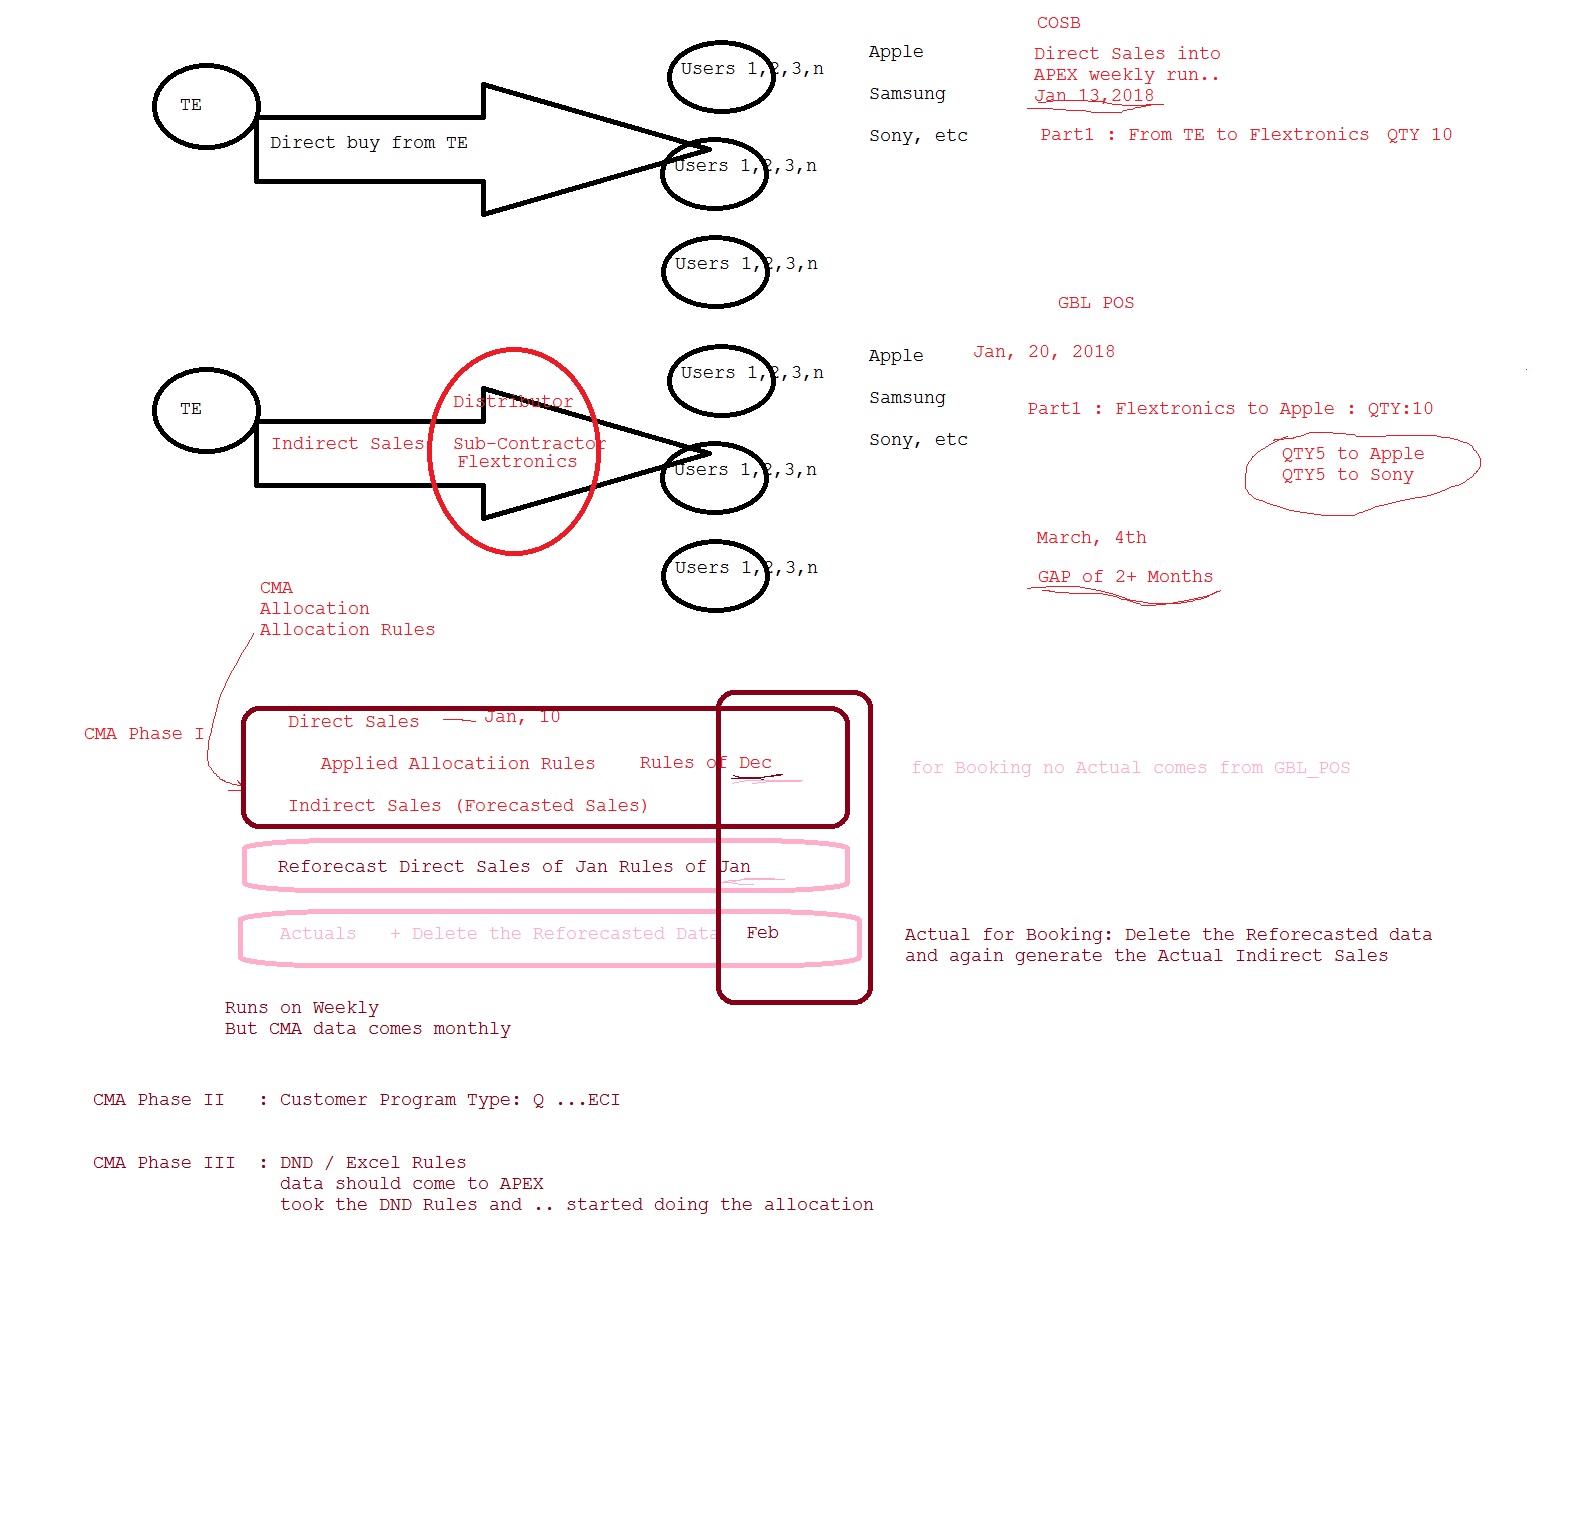 COSB
Apple
Direct Sales into
Users 1,2,3,n
APEX weekly run..
Samsung
Jan 13,2018
TE
Sony, etc
Part1 : From TE to Flextronics QTY 10
Direct buy from TE
Users 1,2,3,n
Users 1,2,3,n
GBL POS
Apple
Jan, 20, 2018
Users 1,2,3,n
Samsung
TE
Distributor
Part1 : Flextronics to Apple : QTY:10
Sony, etc
Indirect Sales
Sub-Contractor
Flextronics
QTY5 to Apple
QTY5 to Sony
Users 1,2,3,n
March, 4th
Users 1,2,3,n
GAP of 2+ Months
CMA
Allocation
Allocation Rules
CMA Phase I
Direct Sales
Jan, 10
Applied Allocatiion Rules Rules of Dec
for Booking no Actual comes from GBL_POS
Indirect Sales (Forecasted Sales)
Reforecast Direct Sales of Jan Rules of Jan
Actuals + Delete the Reforecasted Data Feb
Actual for Booking: Delete the Reforecasted data
and again generate the Actual Indirect Sales
Runs on Weekly
But CMA data comes monthly
CMA Phase II : Customer Program Type: Q ...ECI
CMA Phase III : DND / Excel Rules
data should come to APEX
took the DND Rules and .. started doing the allocation